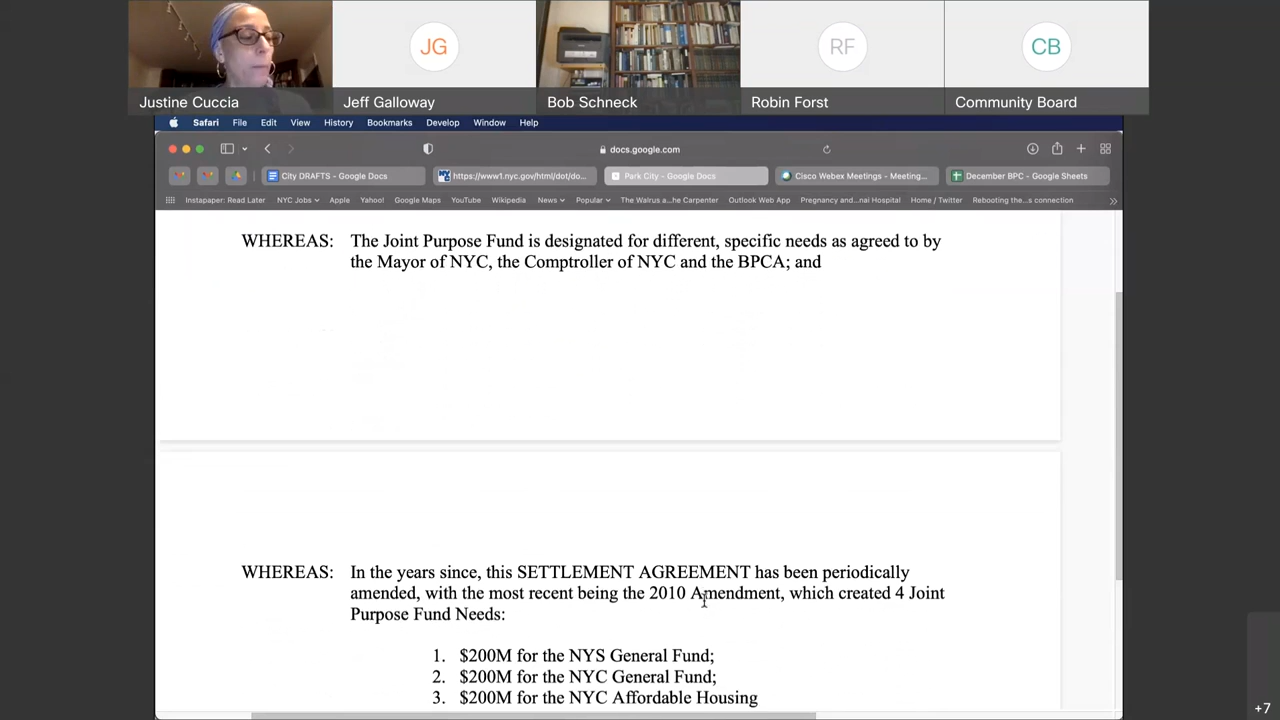 JG
RF
CB
Justine Cuccia
Jeff Galloway
Bob Schneck
Robin Forst
Community Board
Safari File Edit View History Bookmarks Develop Window Help
docs.google.com
City DRAFTS - Google Docs
https://www1.nyc.gov/html/dot/do...
Park City - Google Docs
Cisco Webex Meetings - Meeting...
December BPC - Google Sheets
Instapaper: Read Later NYC Jobs Apple Yahoo! Google Maps YouTube Wikipedia News Popular The Walrus a...he Carpenter Outlook Web App Pregnancy and...nai Hospital Home / Twitter Rebooting the...s connection
WHEREAS: The Joint Purpose Fund is designated for different, specific needs as agreed to by
the Mayor of NYC, the Comptroller of NYC and the BPCA; and
WHEREAS: In the years since, this SETTLEMENT AGREEMENT has been periodically
amended, with the most recent being the 2010 Amendment, which created 4 Joint
Purpose Fund Needs:
1. $200M for the NYS General Fund;
2. $200M for the NYC General Fund;
3. $200M for the NYC Affordable Housing
+7